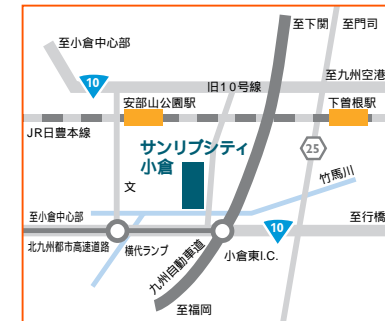 至下関
至門司
至小倉中心部
10
旧10号線
至九州空港
安部山公園駅
下曽根駅
JR日豊本線
サンリブシティ
小倉
25
竹馬川
文
至小倉中心部
至行橋
10
北九州都市高速道路
横代ランプ
九州自動車道
小倉東I.C.
至福岡